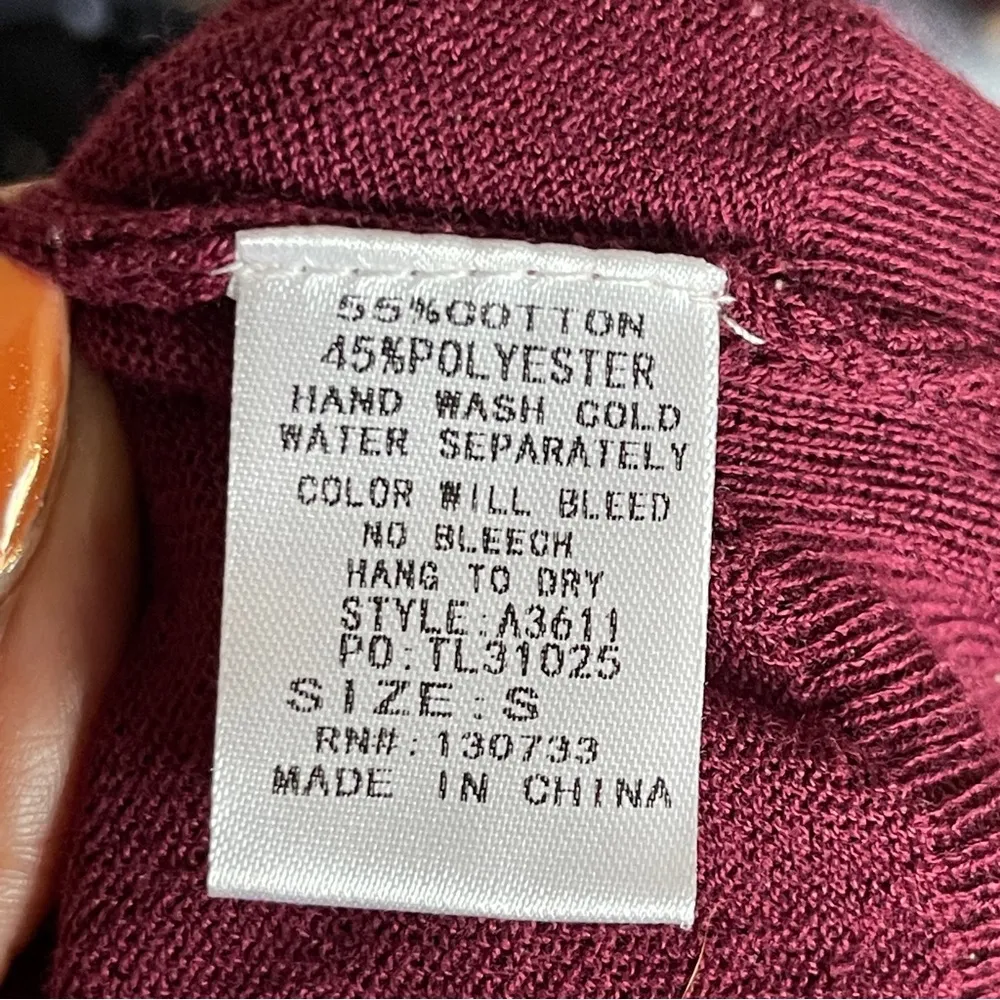 55%COTTON
45%POLYESTER
HAND WASH COLD
WATER SEPARATELY
COLOR WILL BLEED
NO BLEECH
HANG TO DRY
STYLE:A3611
PO:TL31025
SIZE:S
RN#:130733
MADE IN CHINA